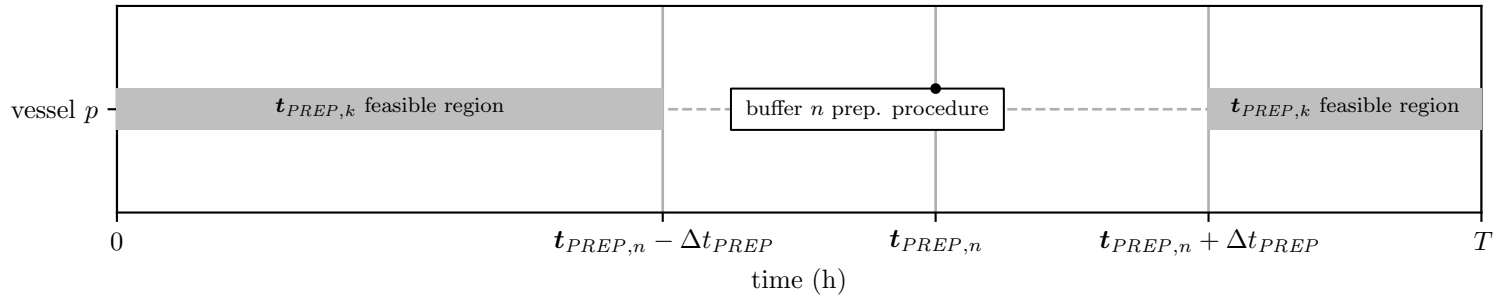 vessel p
t_PREP,k feasible region
buffer n prep. procedure
t_PREP,k feasible region
0
t_PREP,n − Δt_PREP
t_PREP,n
t_PREP,n + Δt_PREP
T
time (h)